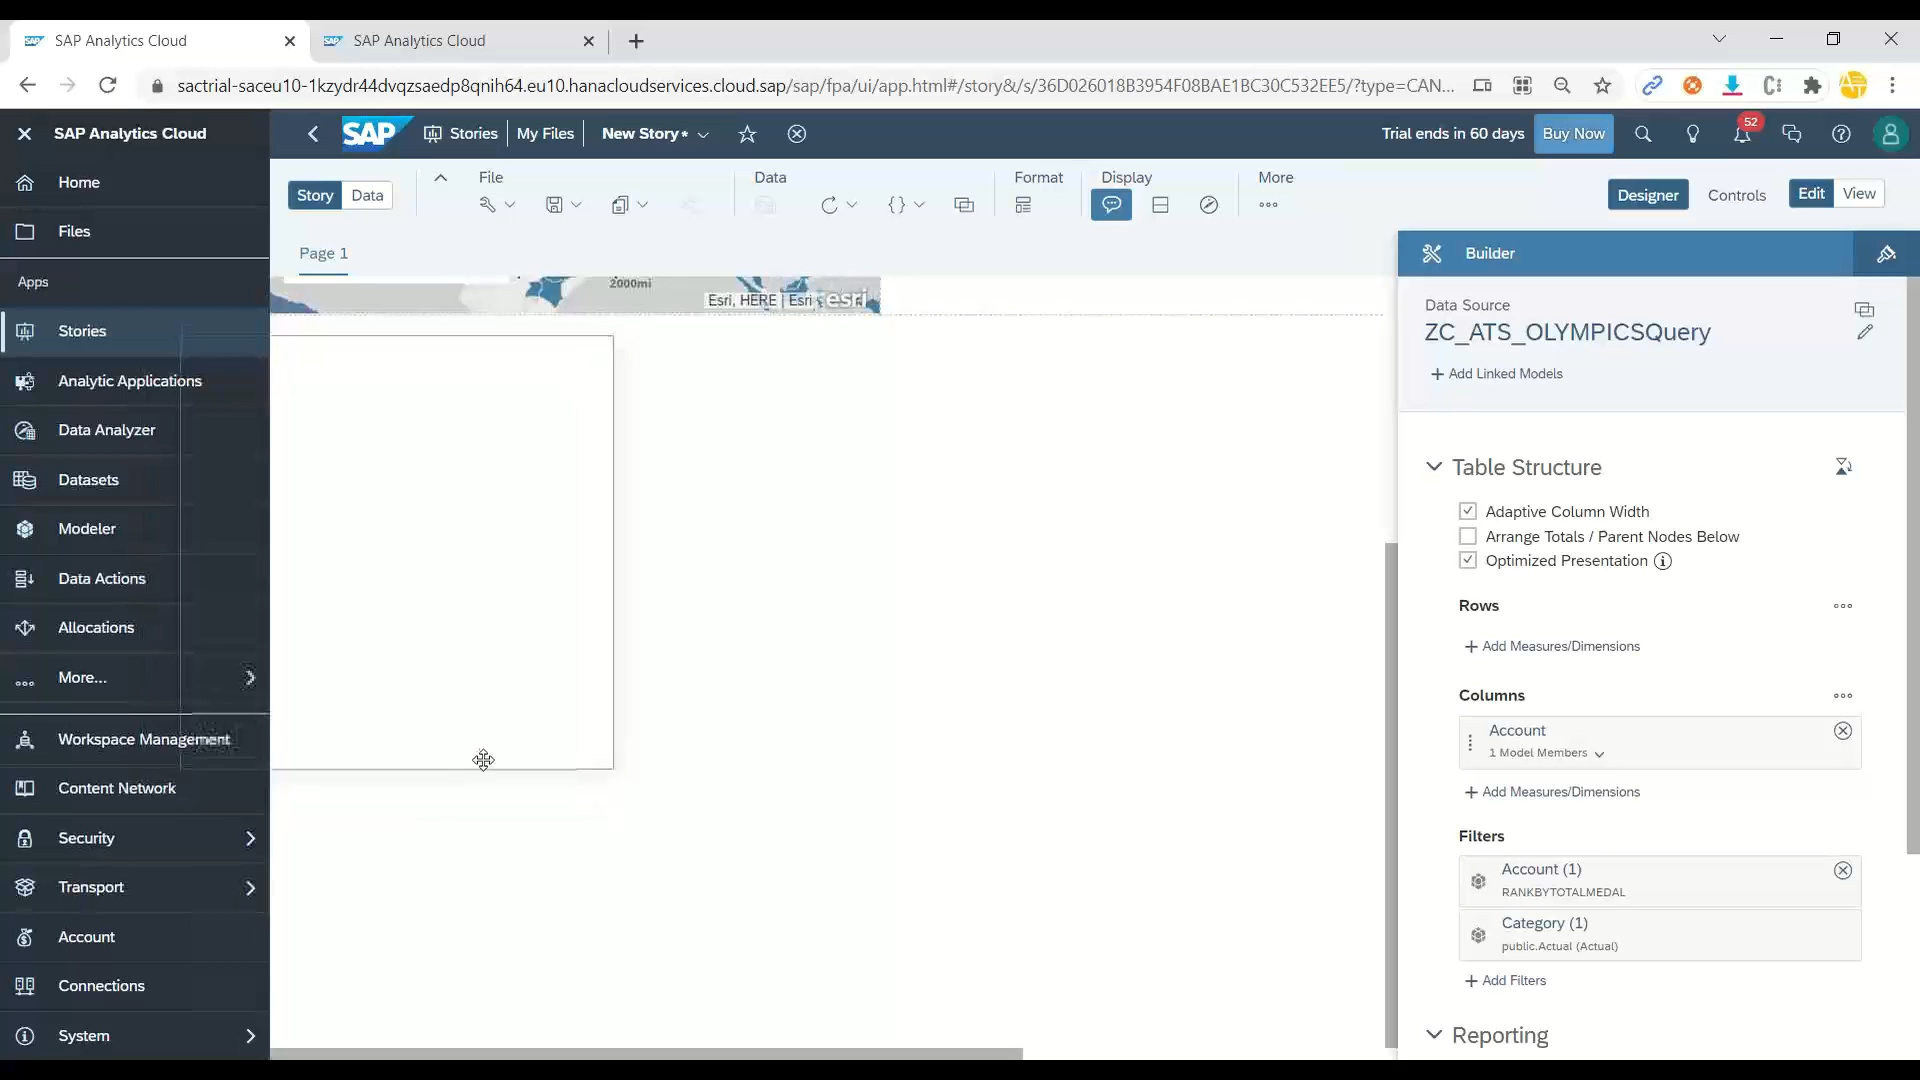 SAP Analytics Cloud
SAP Analytics Cloud
sactrial-saceu10-1kzydr44dvqzsaedp8qnih64.eu10.hanacloudservices.cloud.sap/sap/fpa/ui/app.html#/story&/s/36D026018B3954F08BAE1BC30C532EE5/?type=CAN...
SAP Analytics Cloud
SAP
Stories
My Files
New Story*
Trial ends in 60 days
Buy Now
52
Home
Files
Apps
Stories
Analytic Applications
Data Analyzer
Datasets
Modeler
Data Actions
Allocations
More...
Workspace Management
Content Network
Security
Transport
Account
Connections
System
Story
Data
File
Data
Format
Display
More
Designer
Controls
Edit
View
Page 1
2000mi
Esri, HERE | Esri
esri
Builder
Data Source
ZC_ATS_OLYMPICSQuery
Add Linked Models
Table Structure
Adaptive Column Width
Arrange Totals / Parent Nodes Below
Optimized Presentation
Rows
Add Measures/Dimensions
Columns
Account
1 Model Members
Add Measures/Dimensions
Filters
Account (1)
RANKBYTOTALMEDAL
Category (1)
public.Actual (Actual)
Add Filters
Reporting